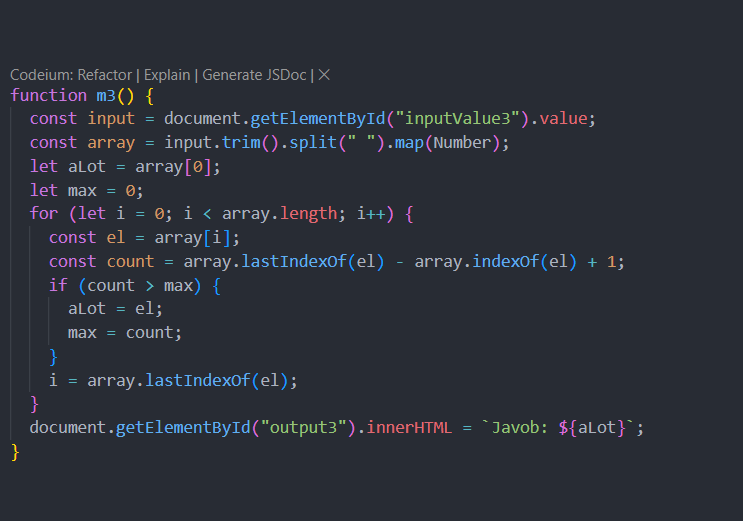 Codeium: Refactor | Explain | Generate JSDoc | ×
function m3() {
  const input = document.getElementById("inputValue3").value;
  const array = input.trim().split(" ").map(Number);
  let aLot = array[0];
  let max = 0;
  for (let i = 0; i < array.length; i++) {
    const el = array[i];
    const count = array.lastIndexOf(el) - array.indexOf(el) + 1;
    if (count > max) {
      aLot = el;
      max = count;
    }
    i = array.lastIndexOf(el);
  }
  document.getElementById("output3").innerHTML = `Javob: ${aLot}`;
}